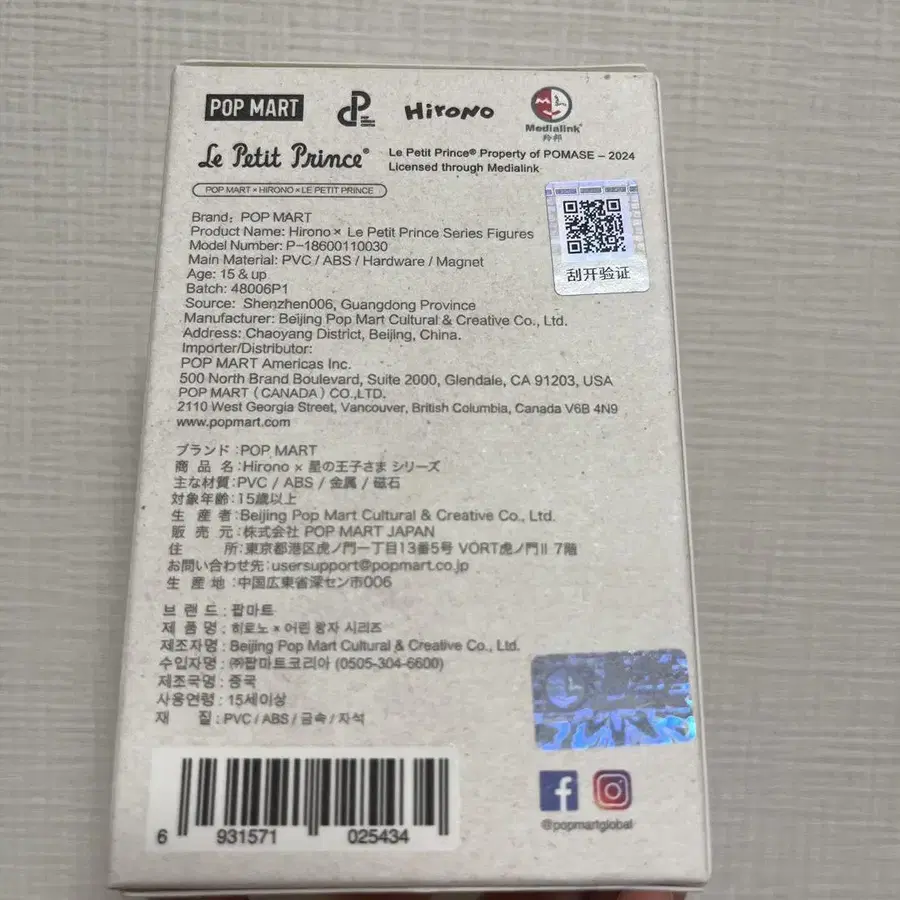 POP MART
Hirono
Medialink®
羚邦
Le Petit Prince®
Le Petit Prince® Property of POMASE – 2024
Licensed through Medialink
POP MART × HIRONO × LE PETIT PRINCE
刮开验证
Brand: POP MART
Product Name: Hirono × Le Petit Prince Series Figures
Model Number: P-18600110030
Main Material: PVC / ABS / Hardware / Magnet
Age: 15 & up
Batch: 48006P1
Source: Shenzhen006, Guangdong Province
Manufacturer: Beijing Pop Mart Cultural & Creative Co., Ltd.
Address: Chaoyang District, Beijing, China.
Importer/Distributor:
POP MART Americas Inc.
500 North Brand Boulevard, Suite 2000, Glendale, CA 91203, USA
POP MART (CANADA) CO.,LTD.
2110 West Georgia Street, Vancouver, British Columbia, Canada V6B 4N9
www.popmart.com
ブランド:POP MART
商品名:Hirono × 星の王子さま シリーズ
主な材質:PVC / ABS / 金属 / 磁石
対象年齢:15歳以上
生産者:Beijing Pop Mart Cultural & Creative Co., Ltd.
販売元:株式会社 POP MART JAPAN
住所:東京都港区虎ノ門一丁目13番5号 VORT虎ノ門Ⅱ 7階
お問い合わせ先:usersupport@popmart.co.jp
生産地:中国広東省深セン市006
브랜드 : 팝마트
제품명 : 히로노 × 어린 왕자 시리즈
제조자명 : Beijing Pop Mart Cultural & Creative Co., Ltd.
수입자명 : ㈜팝마트코리아 (0505-304-6600)
제조국명 : 중국
사용연령 : 15세이상
재질 : PVC / ABS / 금속 / 자석
6 931571 025434
@popmartglobal